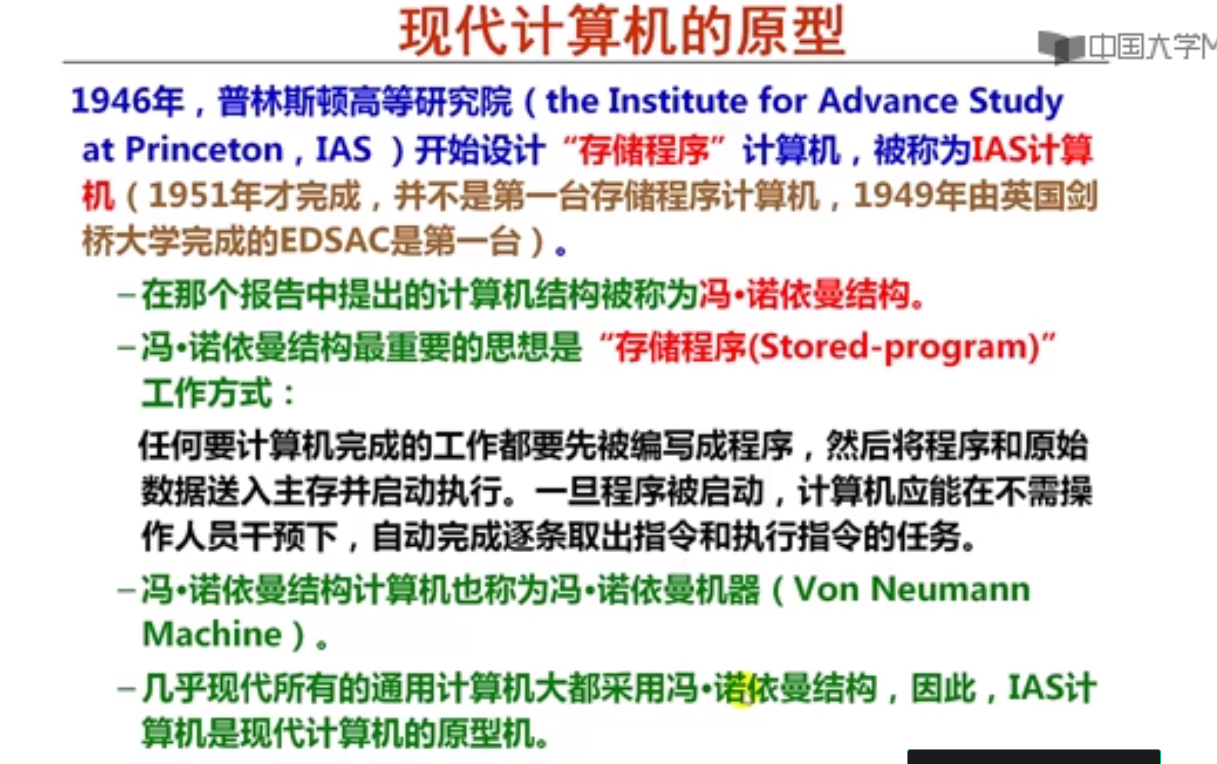 现代计算机的原型
中国大学M
1946年，普林斯顿高等研究院（the Institute for Advance Study
at Princeton，IAS ）开始设计“存储程序”计算机，被称为IAS计算
机（1951年才完成，并不是第一台存储程序计算机，1949年由英国剑
桥大学完成的EDSAC是第一台）。
–在那个报告中提出的计算机结构被称为冯•诺依曼结构。
–冯•诺依曼结构最重要的思想是“存储程序(Stored-program)”
工作方式：
任何要计算机完成的工作都要先被编写成程序，然后将程序和原始
数据送入主存并启动执行。一旦程序被启动，计算机应能在不需操
作人员干预下，自动完成逐条取出指令和执行指令的任务。
–冯•诺依曼结构计算机也称为冯•诺依曼机器（Von Neumann
Machine）。
–几乎现代所有的通用计算机大都采用冯•诺依曼结构，因此，IAS计
算机是现代计算机的原型机。